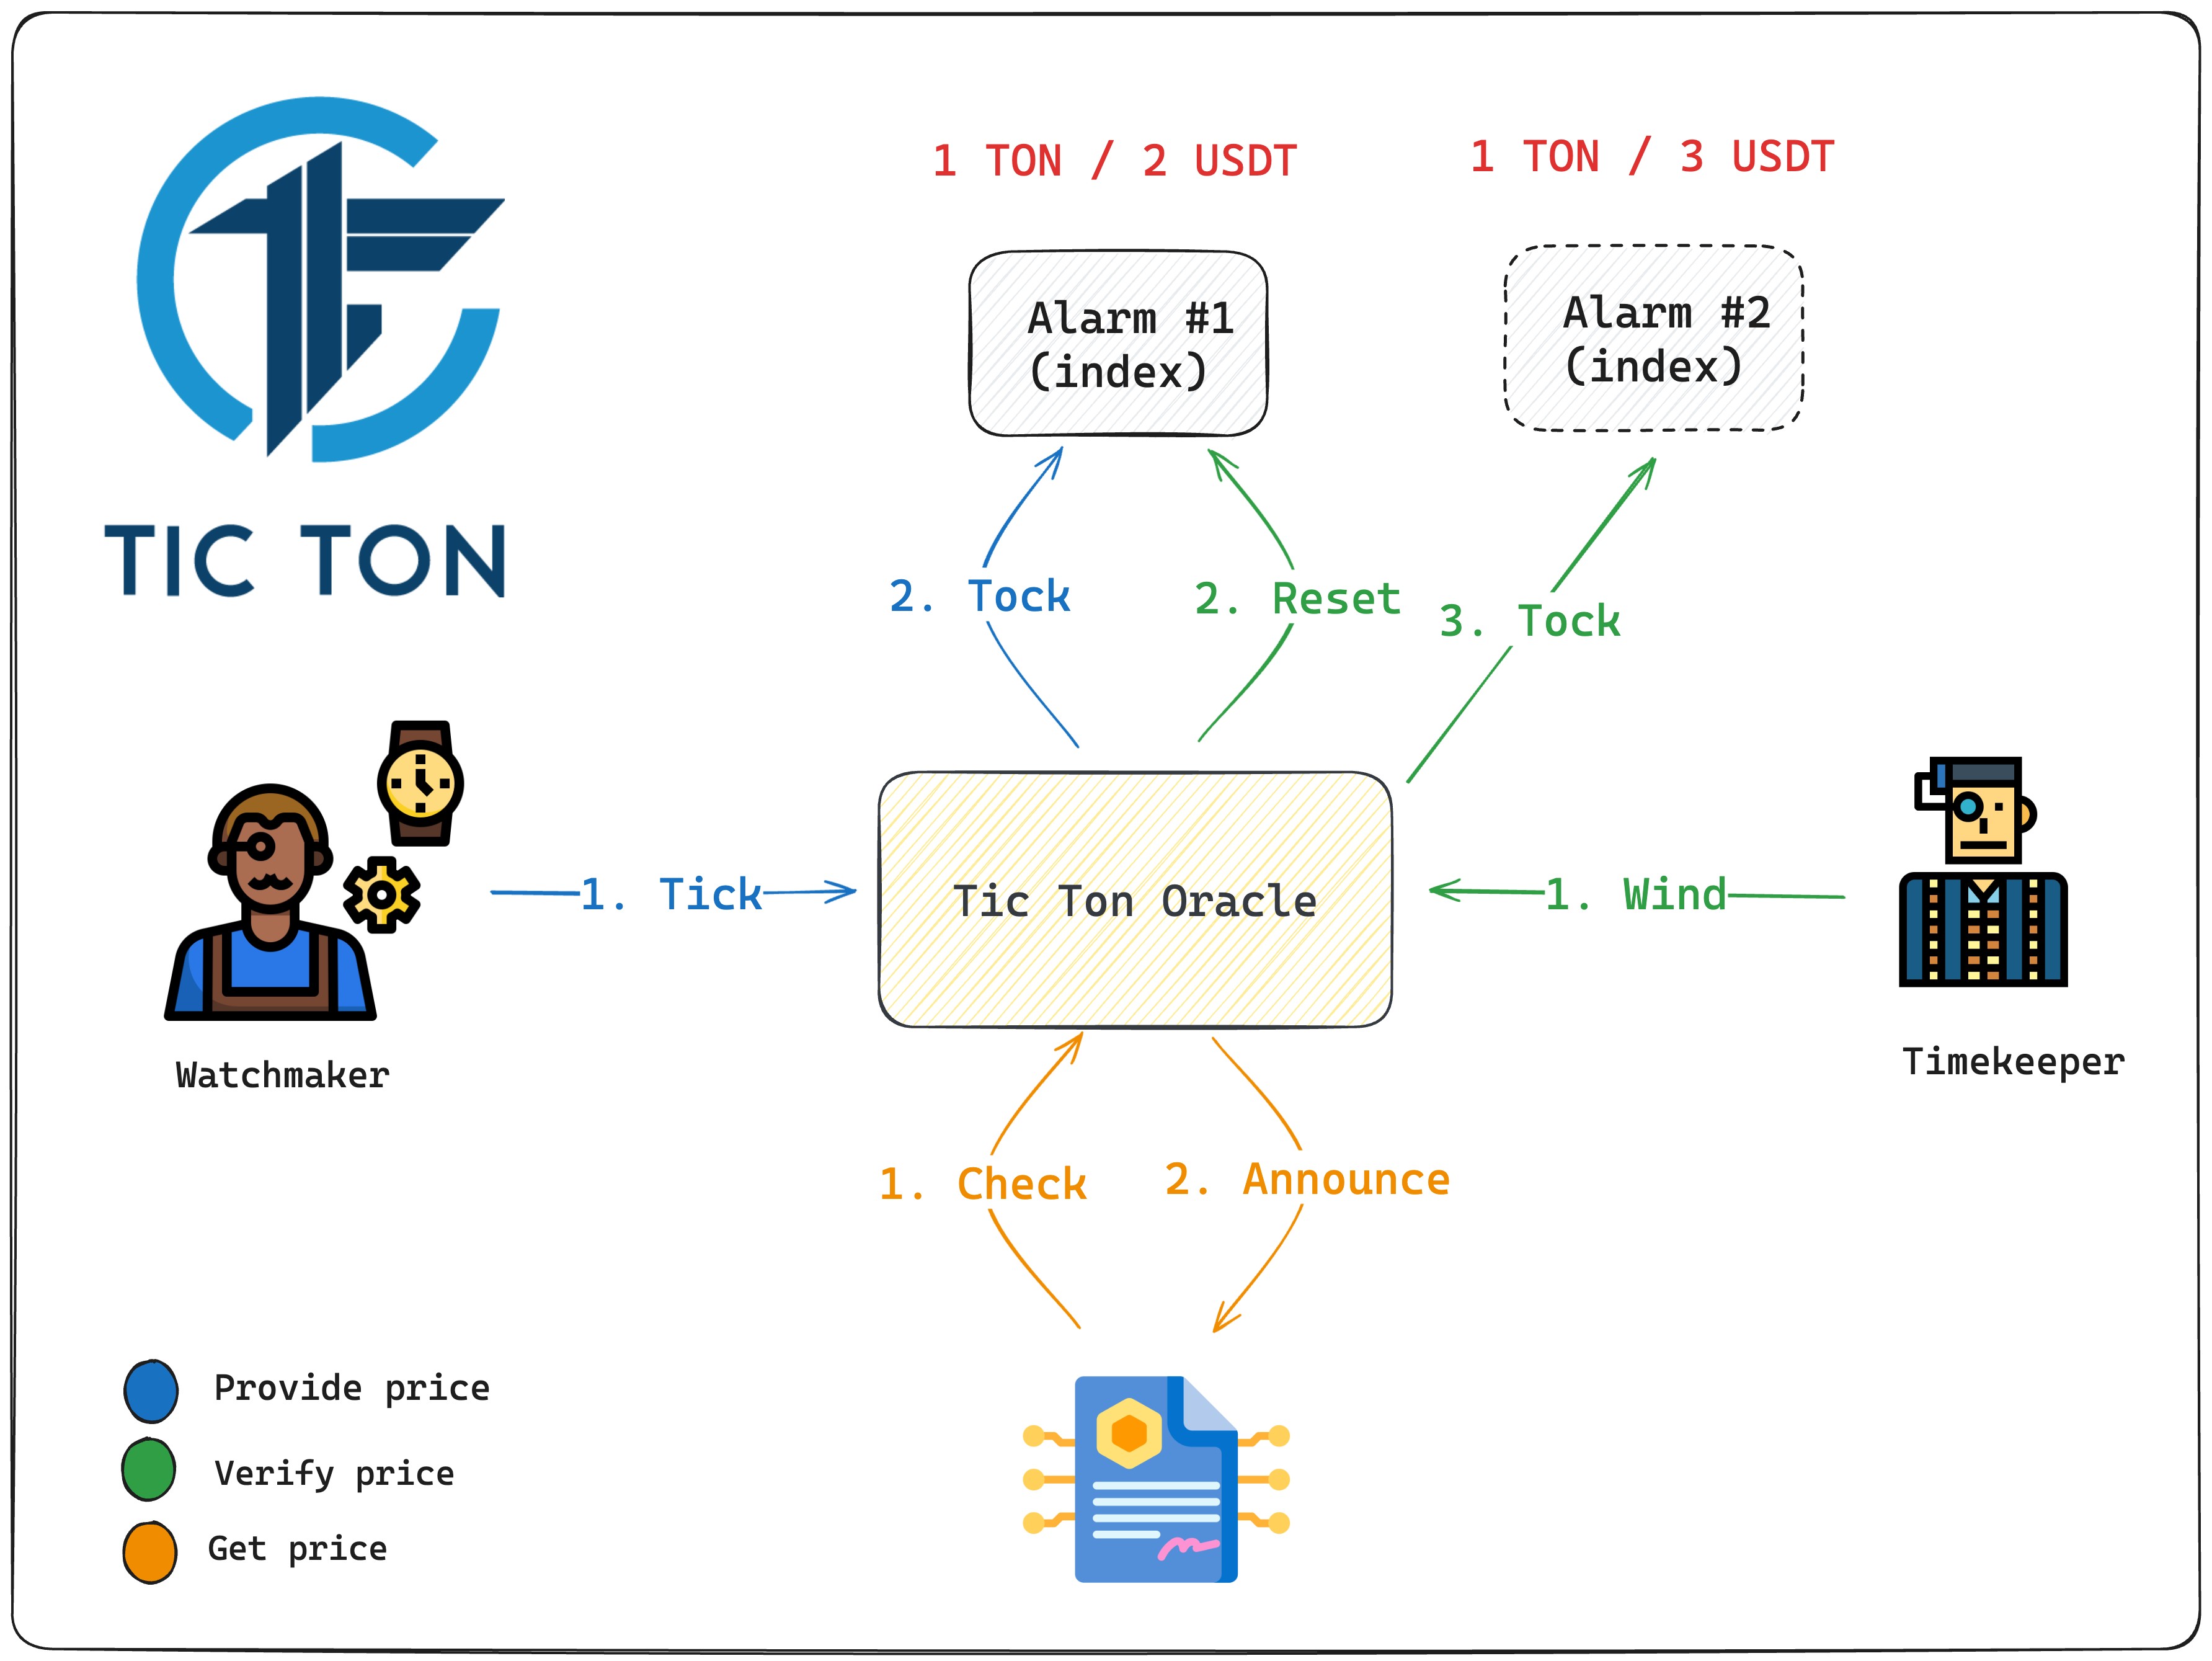 1 TON / 2 USDT
1 TON / 3 USDT
Alarm #1
(index)
Alarm #2
(index)
TIC TON
2. Tock
2. Reset
3. Tock
1. Tick
Tic Ton Oracle
1. Wind
Watchmaker
Timekeeper
1. Check
2. Announce
Provide price
Verify price
Get price